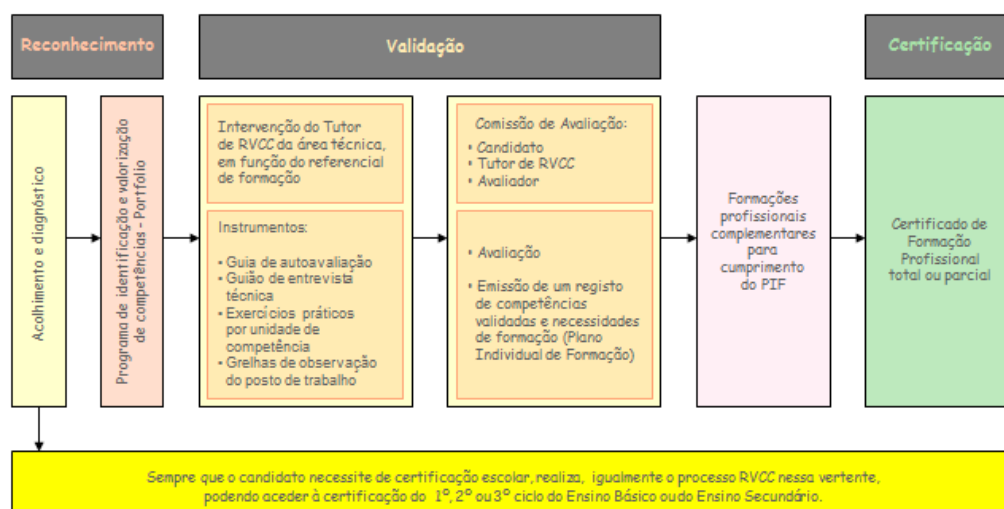 Reconhecimento
Validação
Certificação
Acolhimento e diagnóstico
Programa de identificação e valorização
de competências - Portfolio
Intervenção do Tutor
de RVCC da área técnica,
em função do referencial
de formação
Instrumentos:
• Guia de autoavaliação
• Guião de entrevista
técnica
• Exercícios práticos
por unidade de
competência
• Grelhas de observação
do posto de trabalho
Comissão de Avaliação:
• Candidato
• Tutor de RVCC
• Avaliador
• Avaliação
• Emissão de um registo
de competências
validadas e necessidades
de formação (Plano
Individual de Formação)
Formações
profissionais
complementares
para
cumprimento
do PIF
Certificado de
Formação
Profissional
total ou parcial
Sempre que o candidato necessite de certificação escolar, realiza, igualmente o processo RVCC nessa vertente,
podendo aceder à certificação do 1º, 2º ou 3º ciclo do Ensino Básico ou do Ensino Secundário.